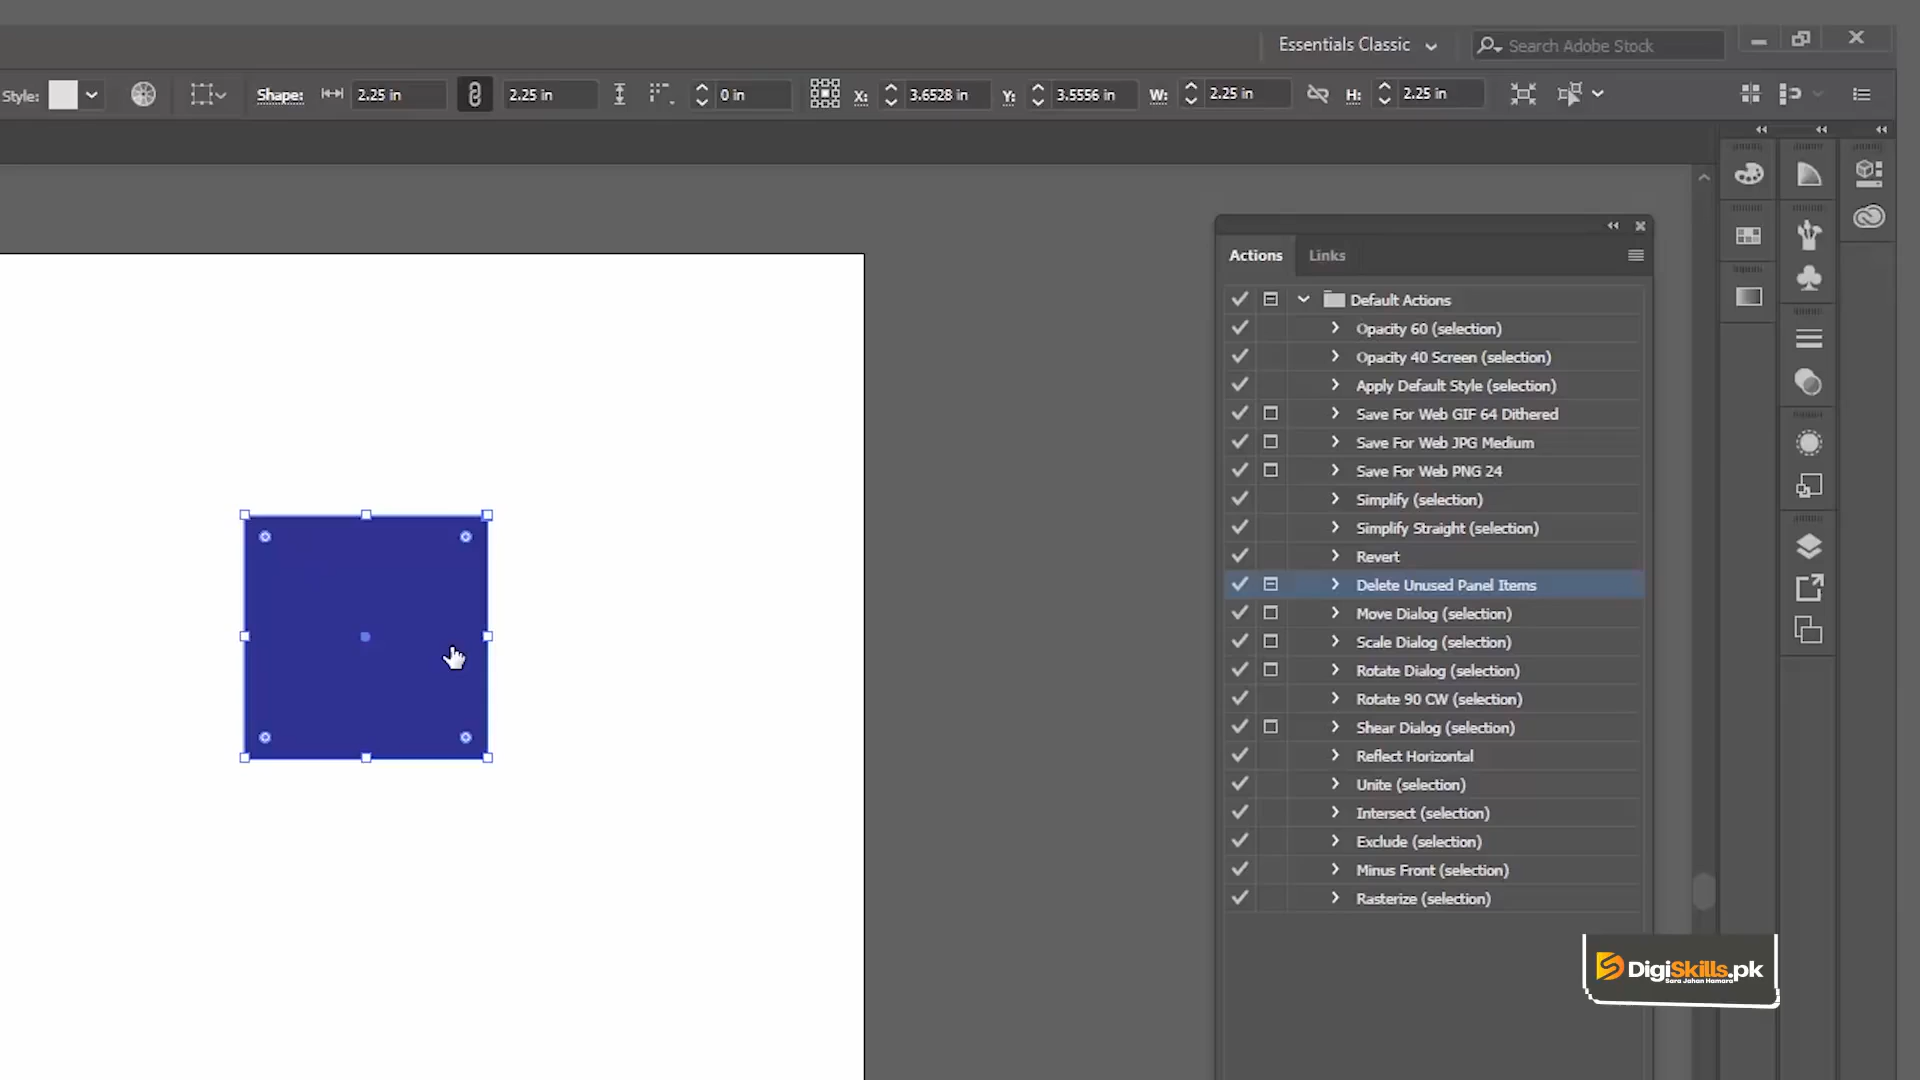 Essentials Classic
Search Adobe Stock
Style:
Shape:
2.25 in
2.25 in
0 in
X:
3.6528 in
Y:
3.5556 in
W:
2.25 in
H:
2.25 in
Actions
Links
Default Actions
Opacity 60 (selection)
Opacity 40 Screen (selection)
Apply Default Style (selection)
Save For Web GIF 64 Dithered
Save For Web JPG Medium
Save For Web PNG 24
Simplify (selection)
Simplify Straight (selection)
Revert
Delete Unused Panel Items
Move Dialog (selection)
Scale Dialog (selection)
Rotate Dialog (selection)
Rotate 90 CW (selection)
Shear Dialog (selection)
Reflect Horizontal
Unite (selection)
Intersect (selection)
Exclude (selection)
Minus Front (selection)
Rasterize (selection)
DigiSkills.pk
Sara Jahan Hamara